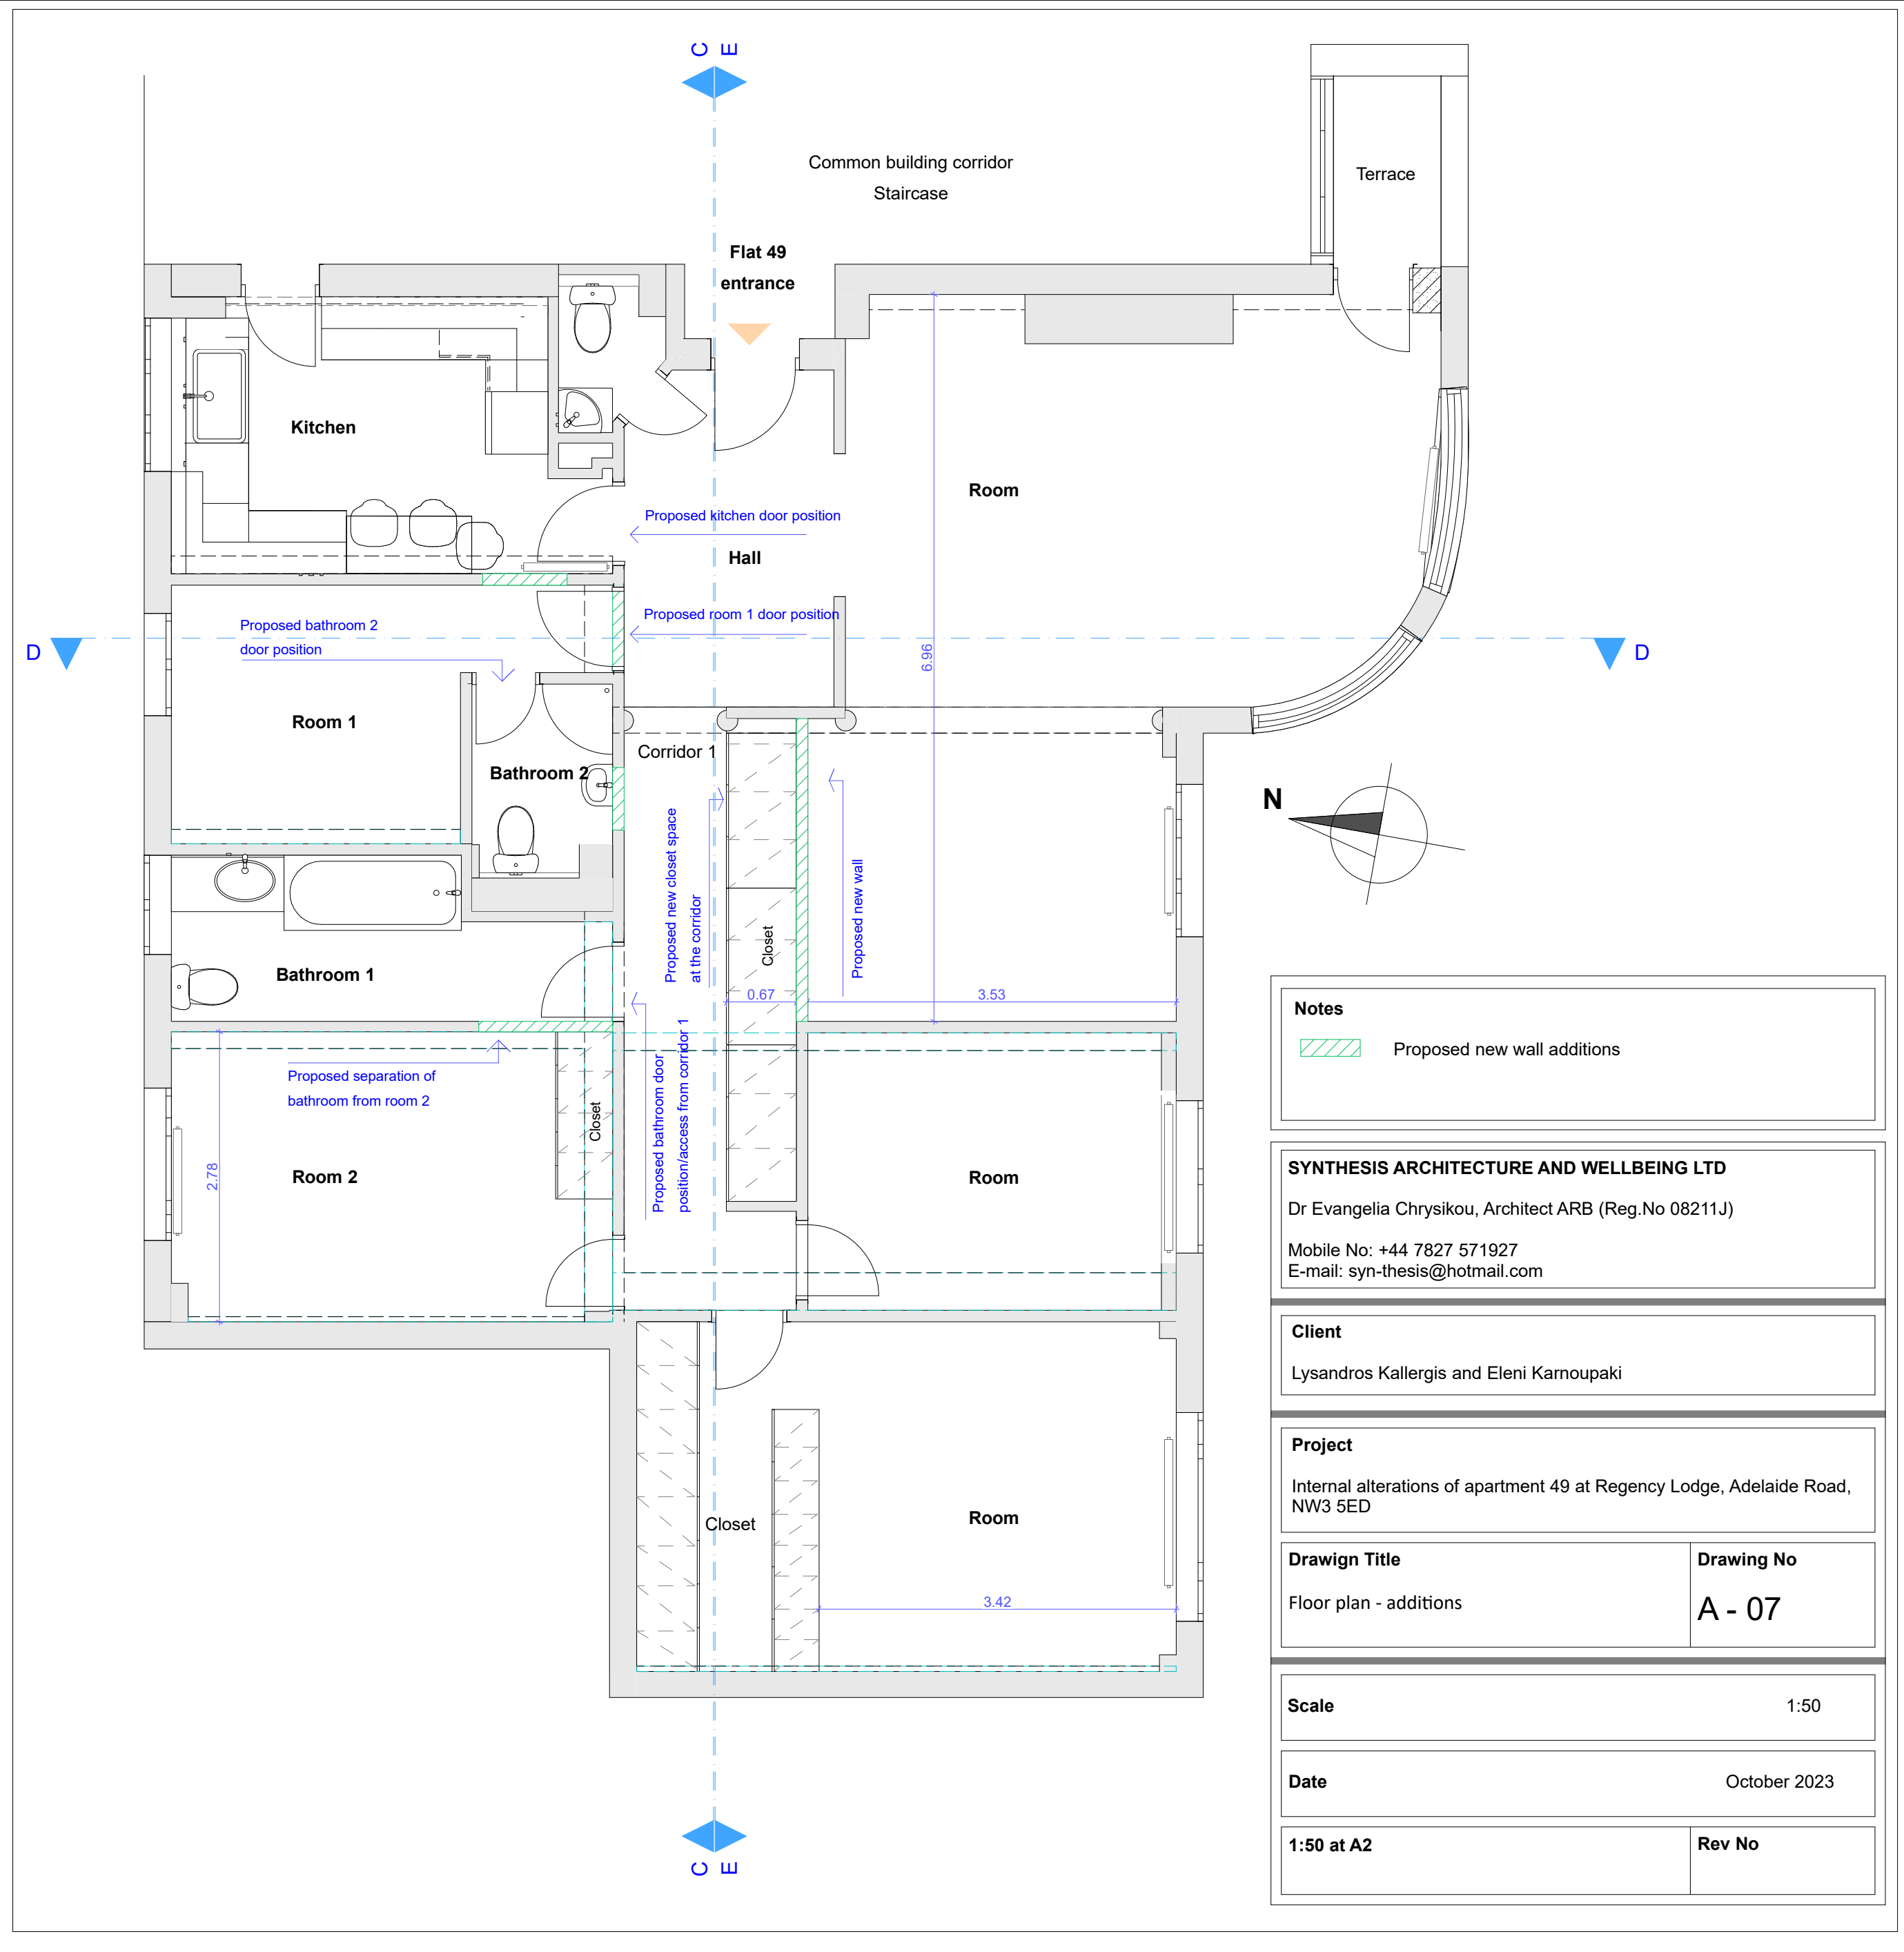 C E
Common building corridor
Staircase
Terrace
Flat 49
entrance
Kitchen
Room
Proposed kitchen door position
Hall
Proposed room 1 door position
Proposed bathroom 2
door position
D
D
6.96
Room 1
Bathroom 2
Corridor 1
Proposed new closet space
at the corridor
Closet
Proposed new wall
N
Bathroom 1
0.67
3.53
Proposed separation of
bathroom from room 2
Closet
Proposed bathroom door
position/access from corridor 1
2.78
Room 2
Room
Closet
Room
3.42
C E
Notes
Proposed new wall additions
SYNTHESIS ARCHITECTURE AND WELLBEING LTD
Dr Evangelia Chrysikou, Architect ARB (Reg.No 08211J)
Mobile No: +44 7827 571927
E-mail: syn-thesis@hotmail.com
Client
Lysandros Kallergis and Eleni Karnoupaki
Project
Internal alterations of apartment 49 at Regency Lodge, Adelaide Road,
NW3 5ED
Drawign Title
Floor plan - additions
Drawing No
A - 07
Scale 1:50
Date October 2023
1:50 at A2
Rev No